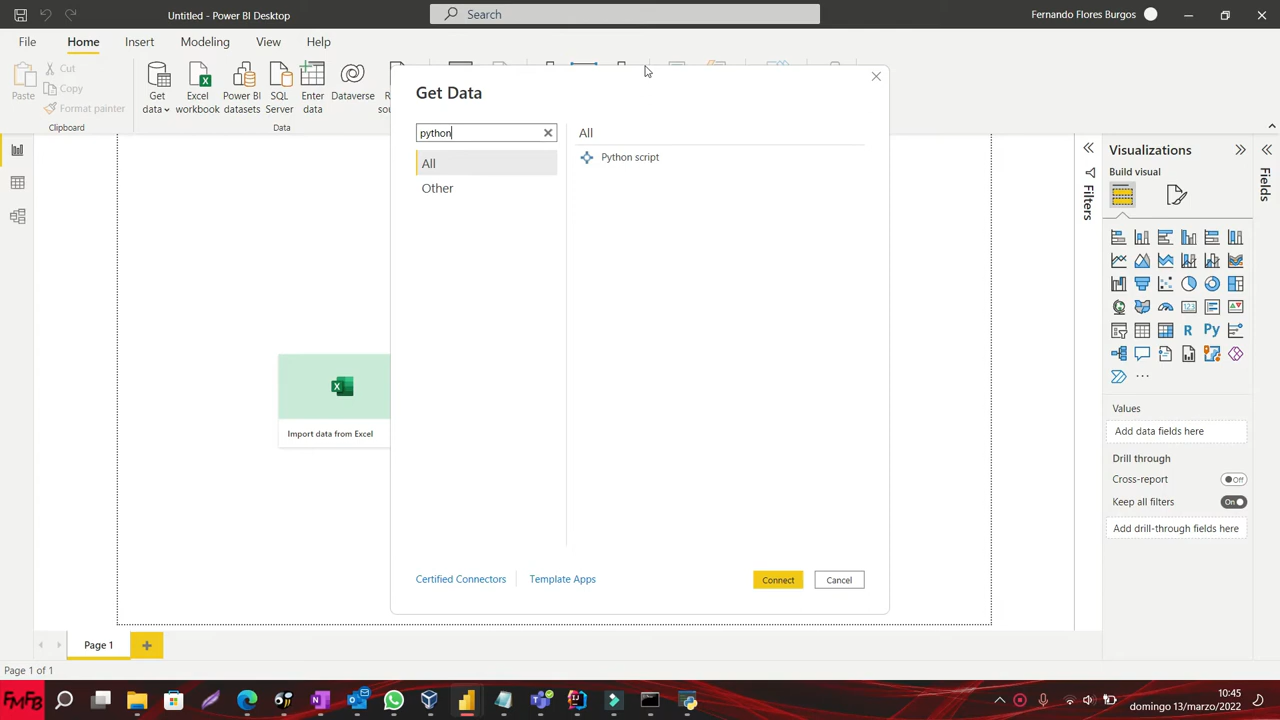 Untitled - Power BI Desktop
Search
Fernando Flores Burgos
File
Home
Insert
Modeling
View
Help
Paste
Cut
Copy
Format painter
Clipboard
Get data
Excel workbook
Power BI datasets
SQL Server
Enter data
Dataverse
Data
Get Data
python
All
Other
All
Python script
Certified Connectors
Template Apps
Connect
Cancel
Import data from Excel
Filters
Visualizations
Build visual
R
Py
123
...
Values
Add data fields here
Drill through
Cross-report
Off
Keep all filters
On
Add drill-through fields here
Fields
Page 1
Page 1 of 1
FMFB
10:45
domingo 13/marzo/2022